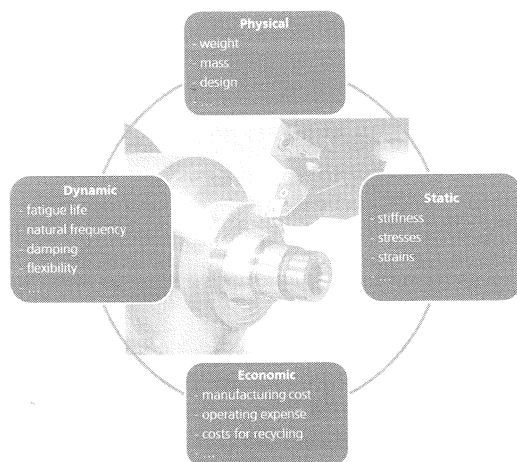 Physical
- weight
- mass
- design
- ...
Dynamic
- fatigue life
- natural frequency
- damping
- flexibility
- ...
Static
- stiffness
- stresses
- strains
...
Economic
- manufacturing cost
- operating expense
- costs for recycling
- ...